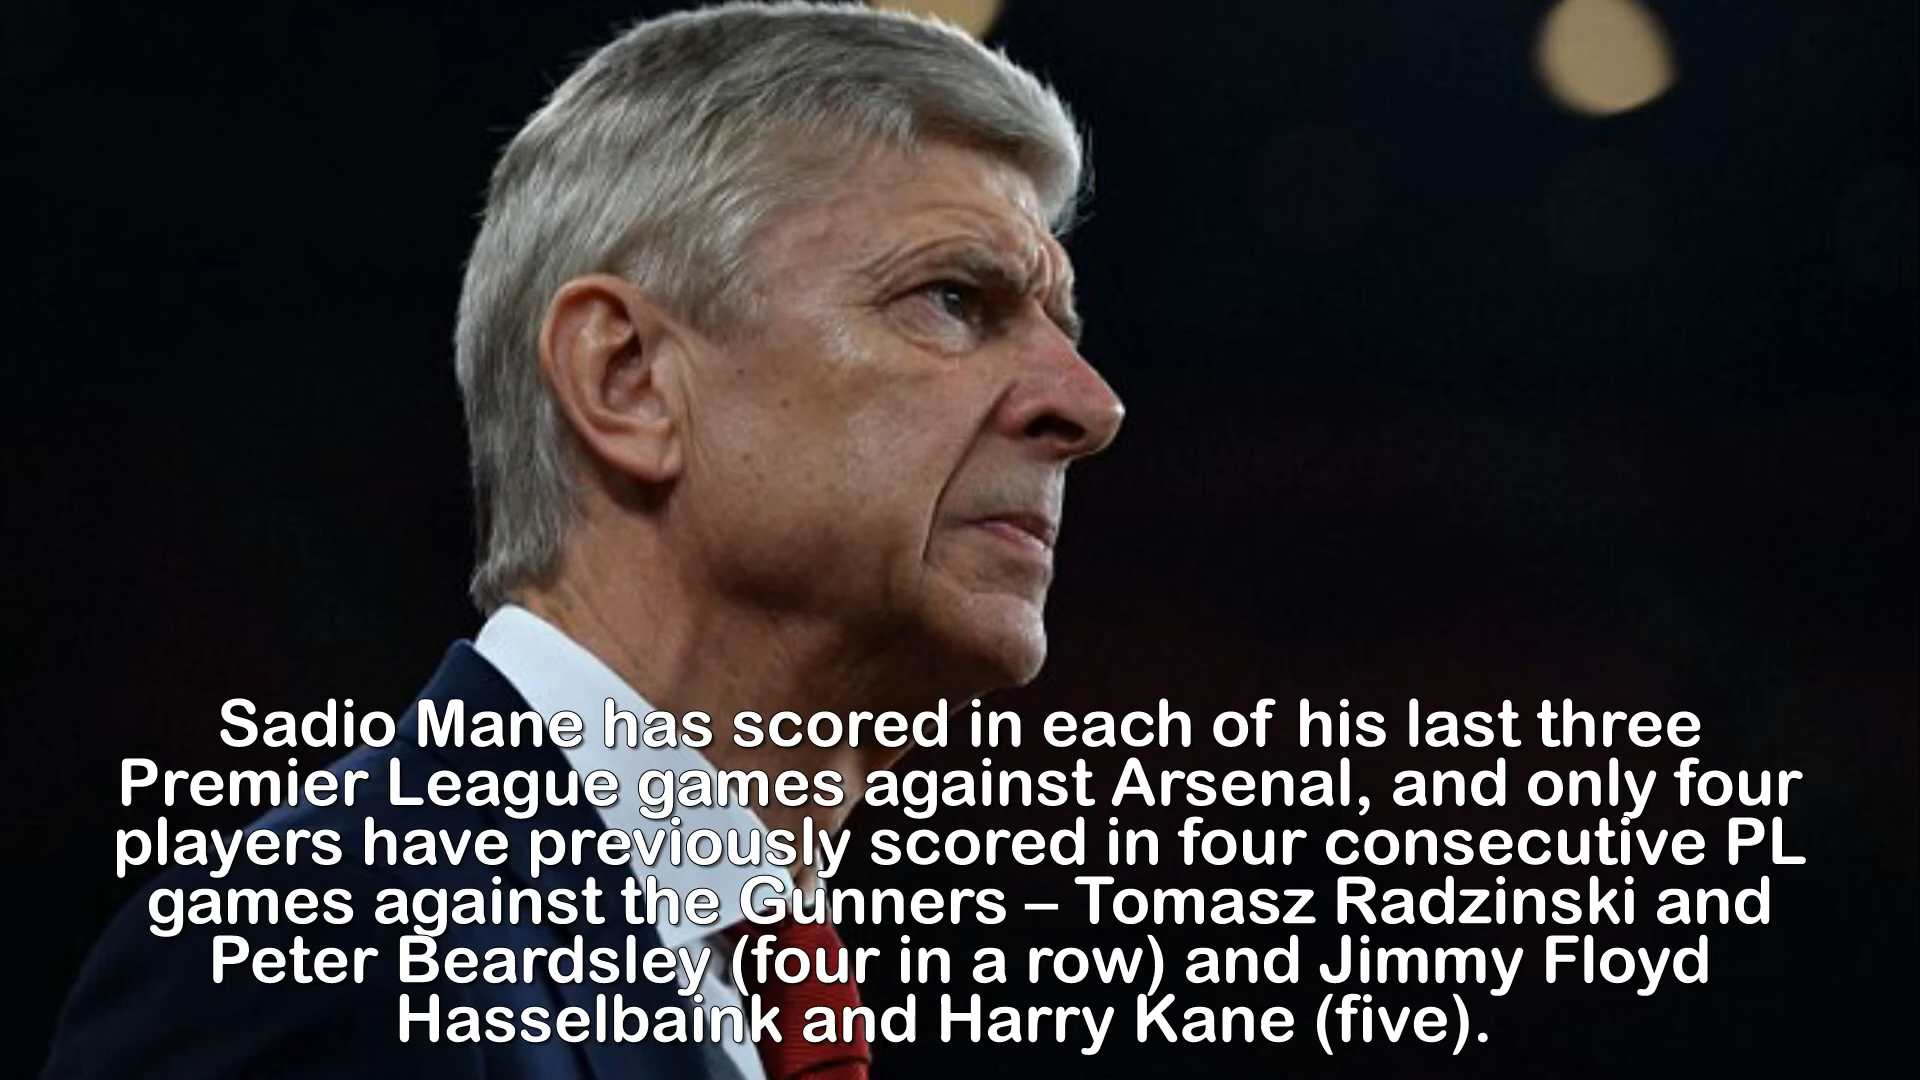 Sadio Mane has scored in each of his last three
Premier League games against Arsenal, and only four
players have previously scored in four consecutive PL
games against the Gunners – Tomasz Radzinski and
Peter Beardsley (four in a row) and Jimmy Floyd
Hasselbaink and Harry Kane (five).